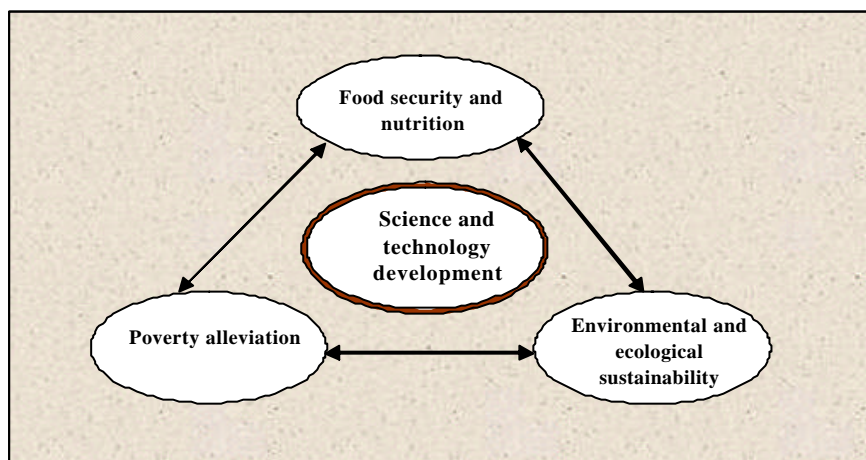 Food security and
nutrition
Science and
technology
development
Poverty alleviation
Environmental and
ecological
sustainability